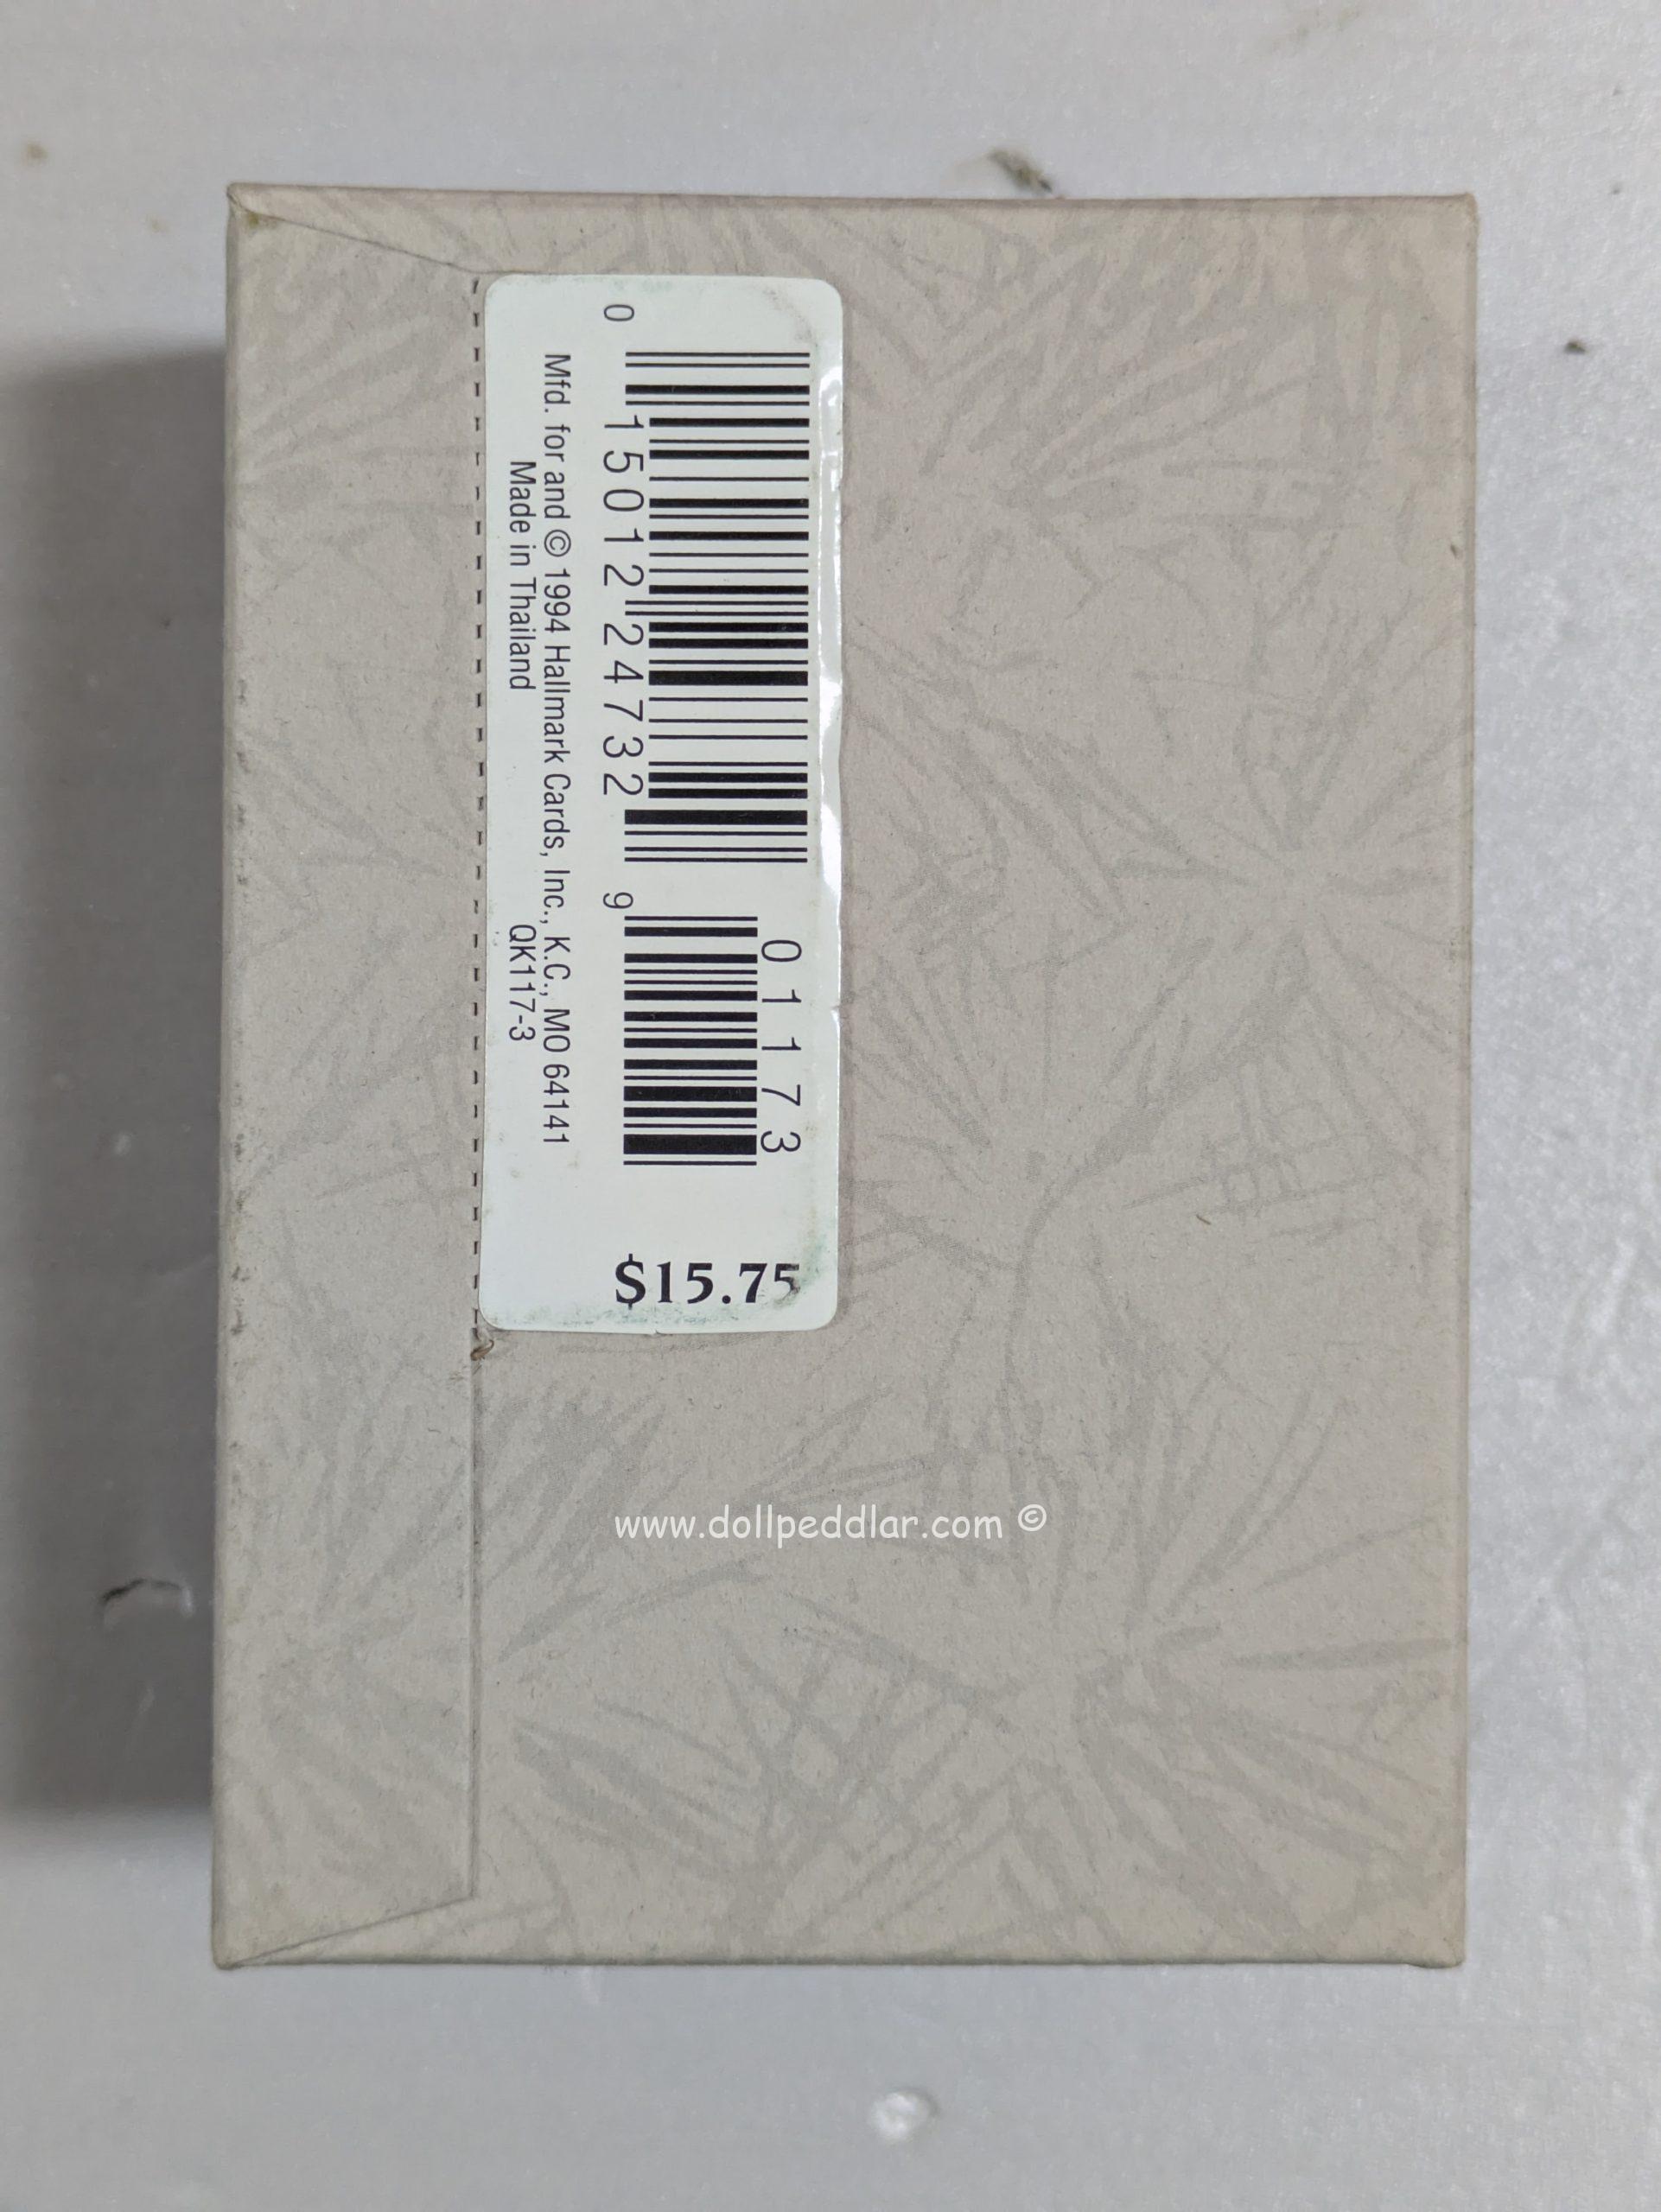 01173
0 15012 24732 9
Mfd. for and © 1994 Hallmark Cards, Inc., K.C., MO 64141
Made in Thailand QK117-3
$15.75
www.dollpeddlar.com ©